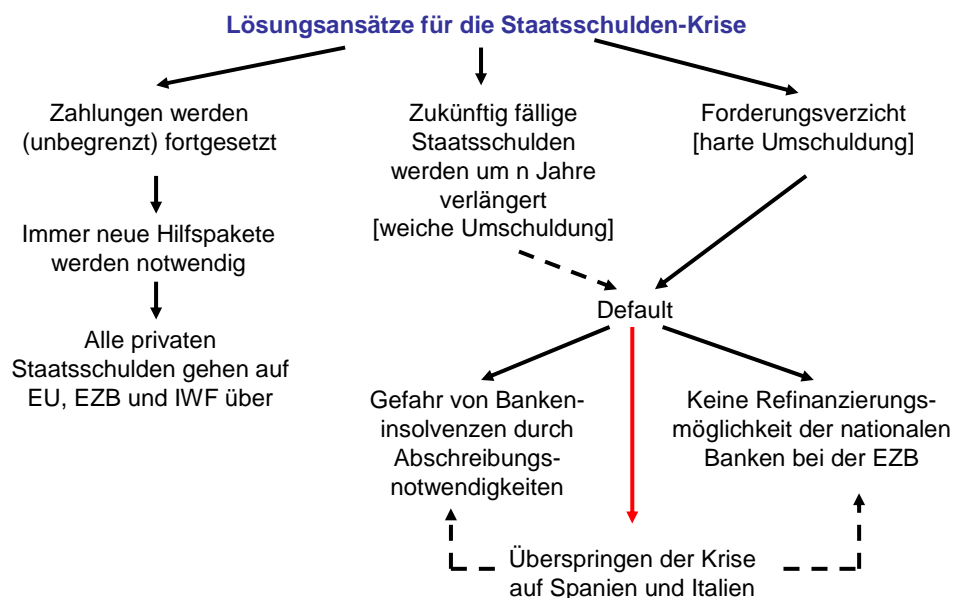 Lösungsansätze für die Staatsschulden-Krise
Zahlungen werden
(unbegrenzt) fortgesetzt
Immer neue Hilfspakete
werden notwendig
Alle privaten
Staatsschulden gehen auf
EU, EZB und IWF über
Zukünftig fällige
Staatsschulden
werden um n Jahre
verlängert
[weiche Umschuldung]
Forderungsverzicht
[harte Umschuldung]
Default
Gefahr von Banken-
insolvenzen durch
Abschreibungs-
notwendigkeiten
Keine Refinanzierungs-
möglichkeit der nationalen
Banken bei der EZB
Überspringen der Krise
auf Spanien und Italien